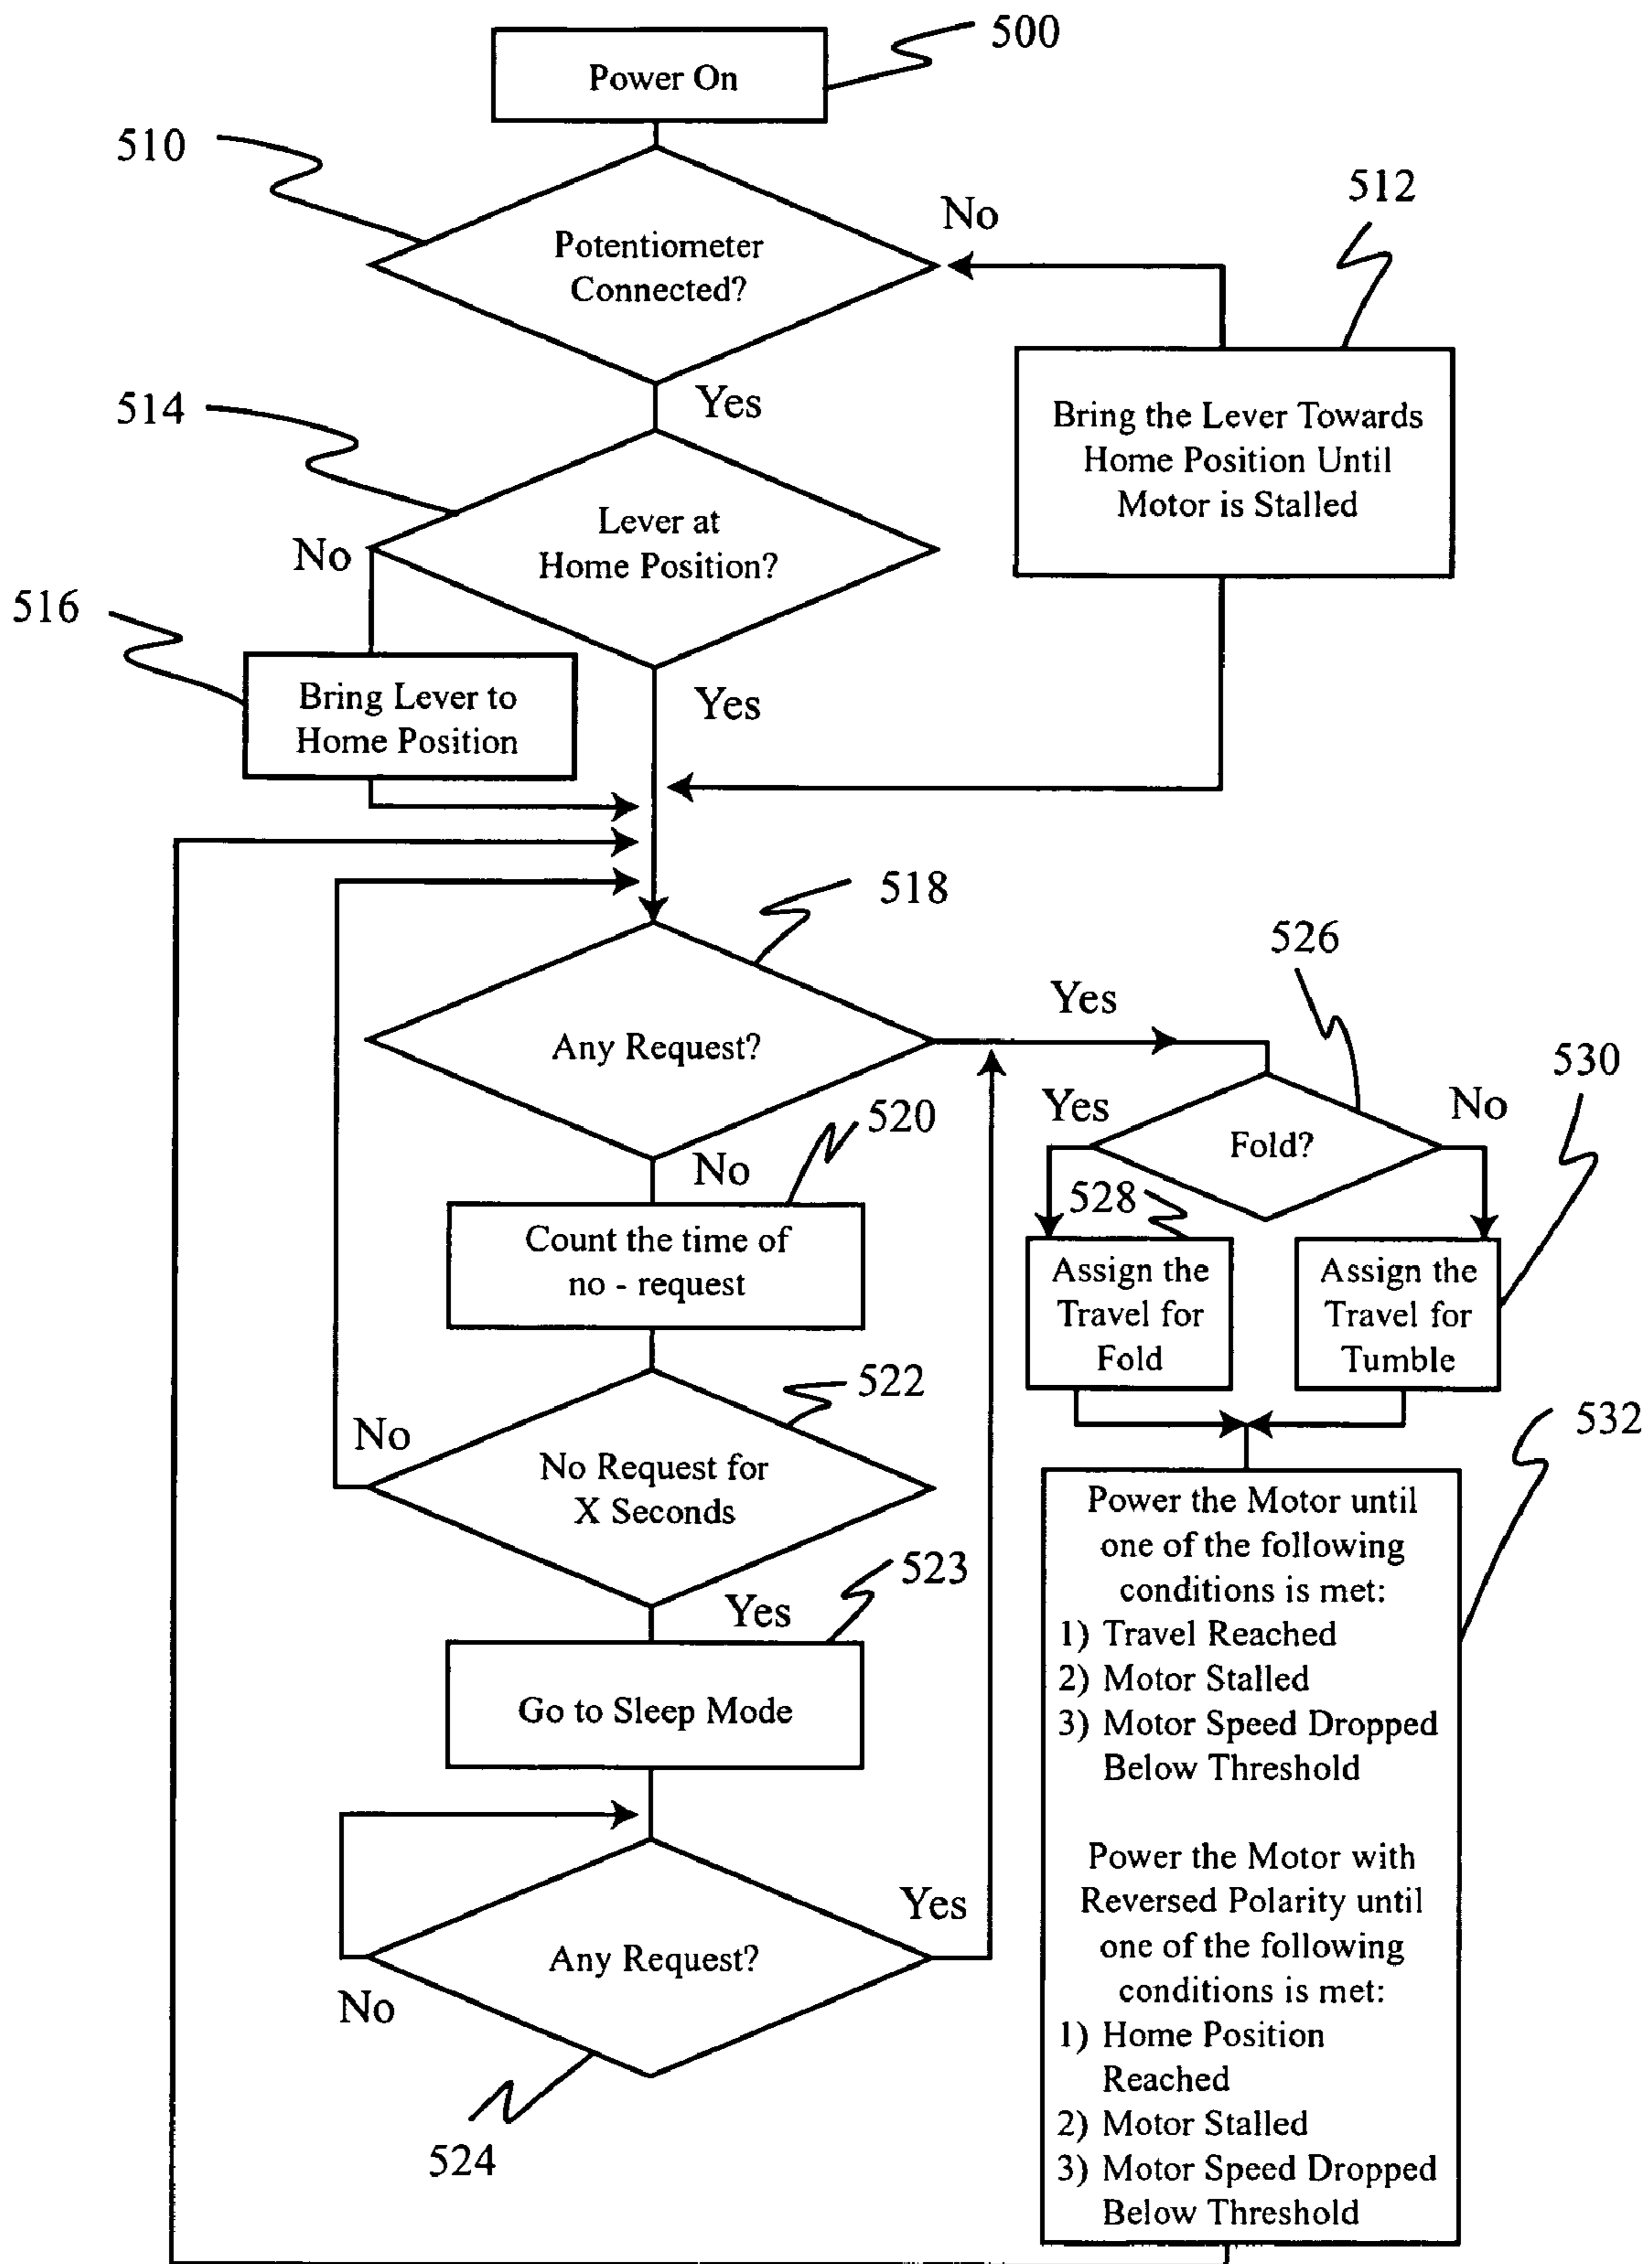 500
Power On
510
Potentiometer
Connected?
No
512
Bring the Lever Towards
Home Position Until
Motor is Stalled
Yes
514
Lever at
Home Position?
No
516
Bring Lever to
Home Position
Yes
518
Any Request?
Yes
526
Fold?
Yes
No
530
520
No
Count the time of
no - request
528
Assign the
Travel for
Fold
Assign the
Travel for
Tumble
522
No
No Request for
X Seconds
532
Yes
523
Go to Sleep Mode
Any Request?
Yes
No
524
Power the Motor until
one of the following
conditions is met:
1) Travel Reached
2) Motor Stalled
3) Motor Speed Dropped
Below Threshold
Power the Motor with
Reversed Polarity until
one of the following
conditions is met:
1) Home Position
Reached
2) Motor Stalled
3) Motor Speed Dropped
Below Threshold